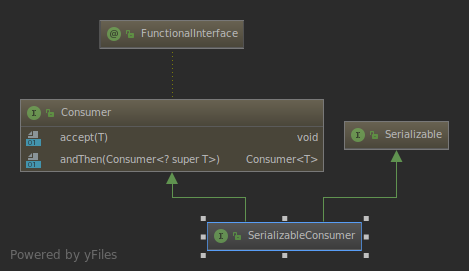 @ FunctionalInterface
I Consumer
accept(T) void
andThen(Consumer<? super T>) Consumer<T>
I Serializable
I SerializableConsumer
Powered by yFiles